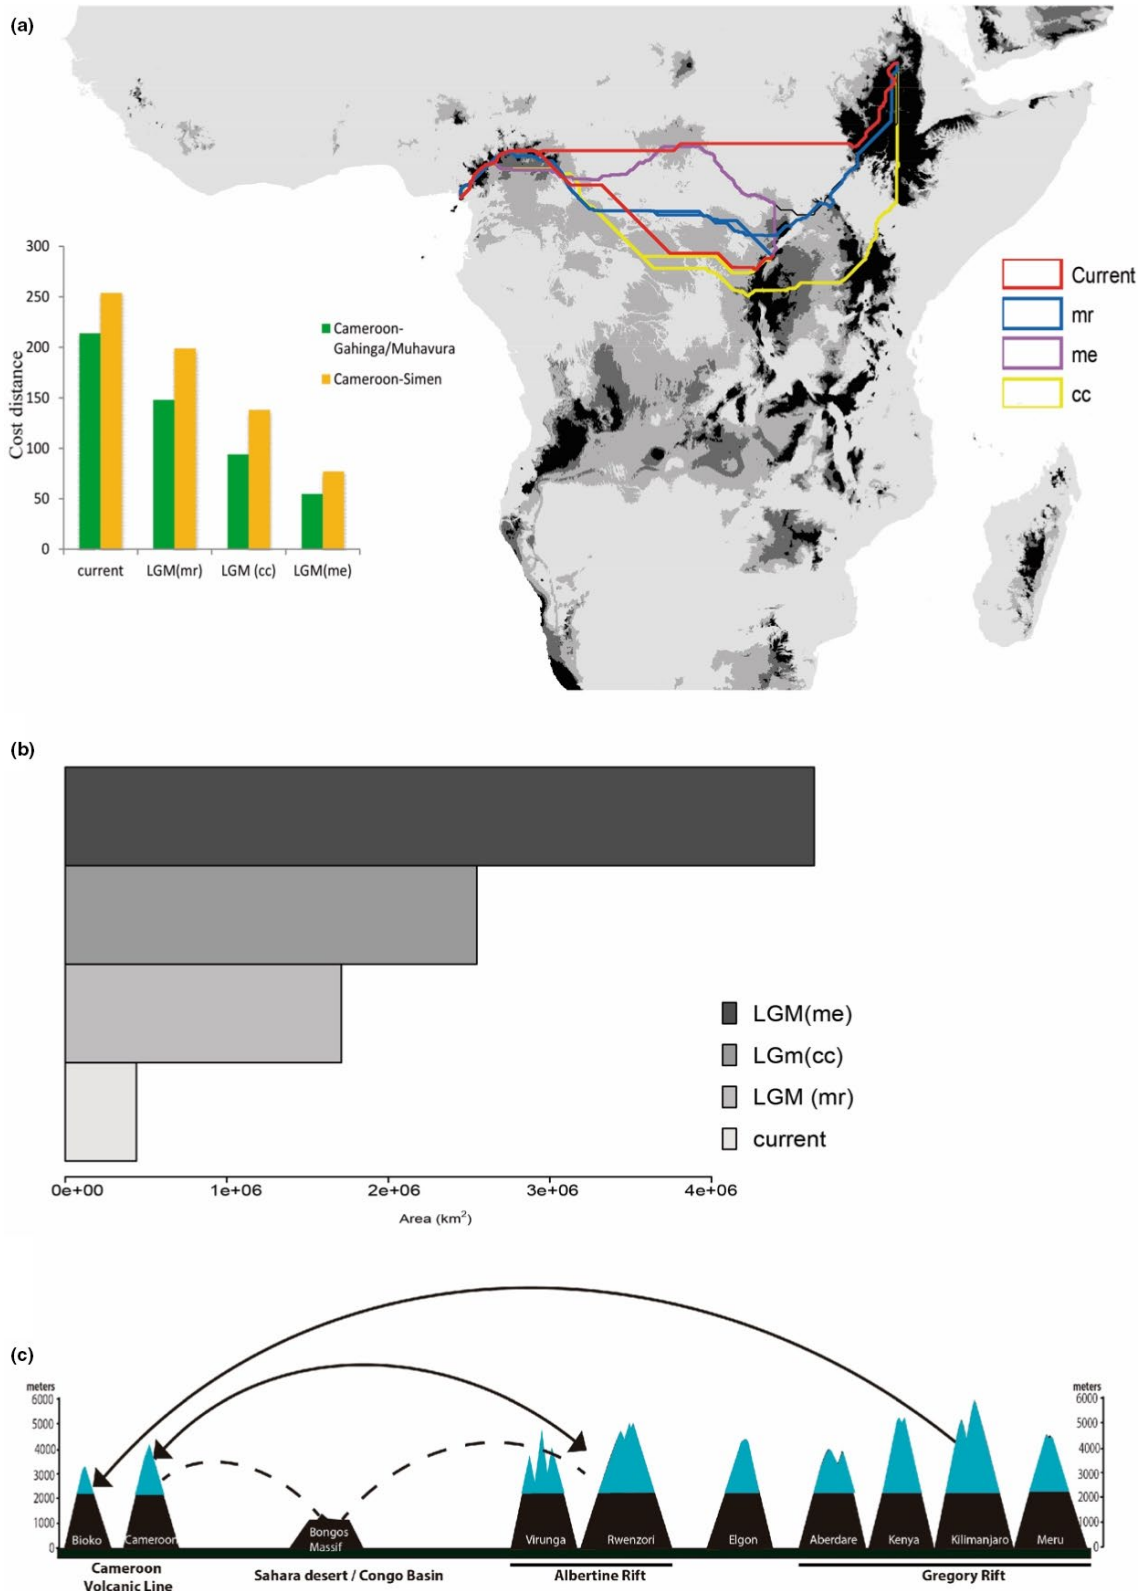 (a)
300
250
200
150
100
50
0
Cost distance
Cameroon-
Gahinga/Muhavura
Cameroon-Simen
current LGM(mr) LGM (cc) LGM(me)
Current
mr
me
cc
(b)
LGM(me)
LGm(cc)
LGM (mr)
current
0e+00 1e+06 2e+06 3e+06 4e+06
Area (km²)
(c)
meters
6000
5000
4000
3000
2000
1000
0
meters
6000
5000
4000
3000
2000
1000
0
Bioko Cameroon Bongos Massif Virunga Rwenzori Elgon Aberdare Kenya Kilimanjaro Meru
Cameroon
Volcanic Line
Sahara desert / Congo Basin
Albertine Rift
Gregory Rift